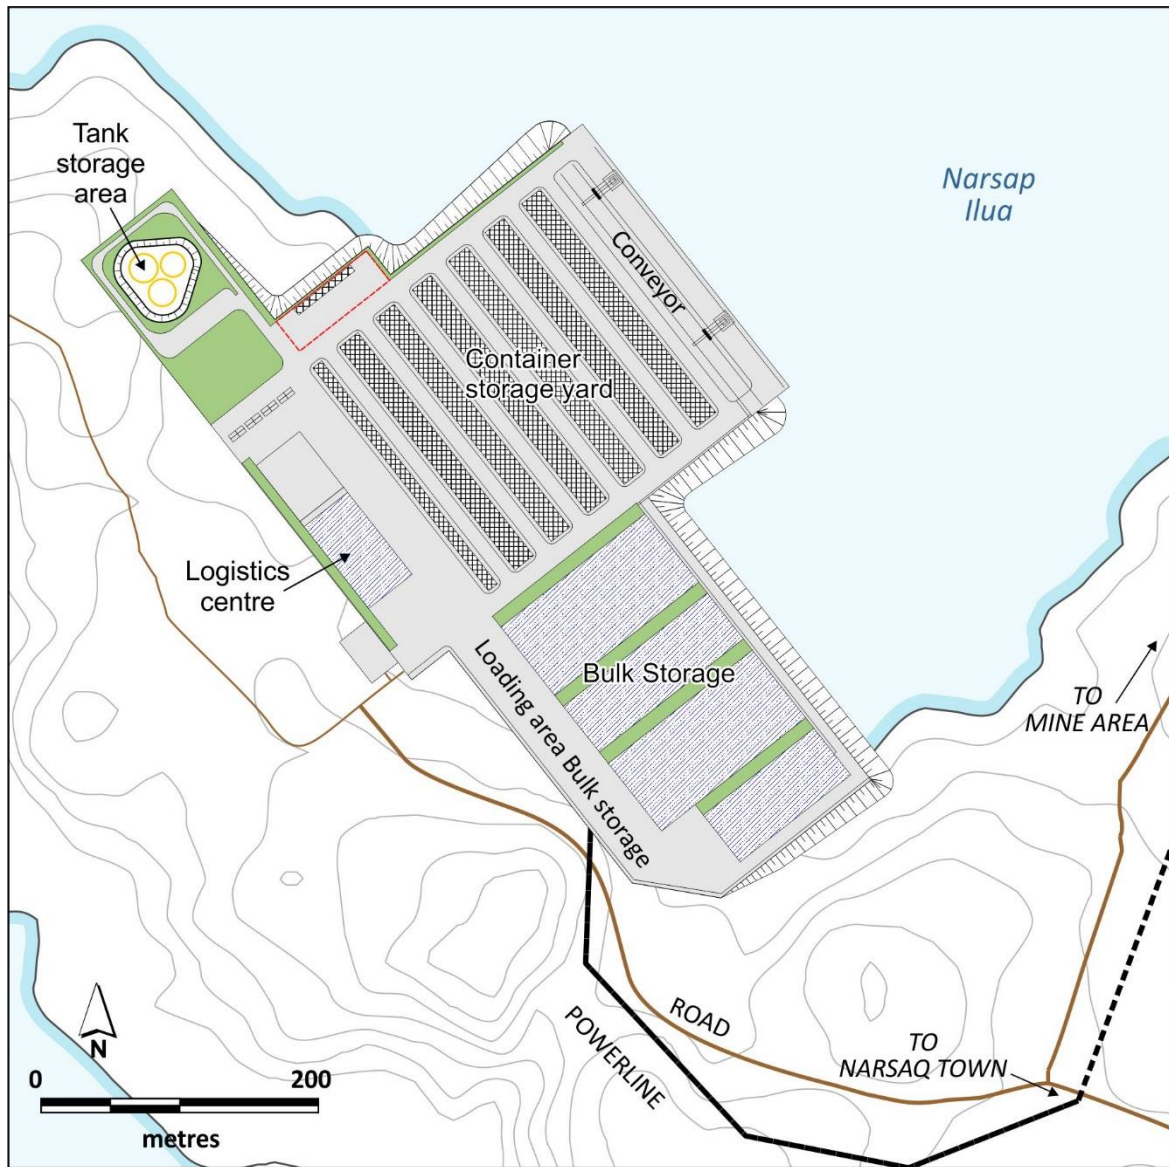 Tank
storage
area
Narsap
Ilua
Conveyor
Container
storage yard
Logistics
centre
Loading area Bulk storage
Bulk Storage
TO
MINE AREA
ROAD
POWERLINE
TO
NARSAQ TOWN
N
0 200
metres